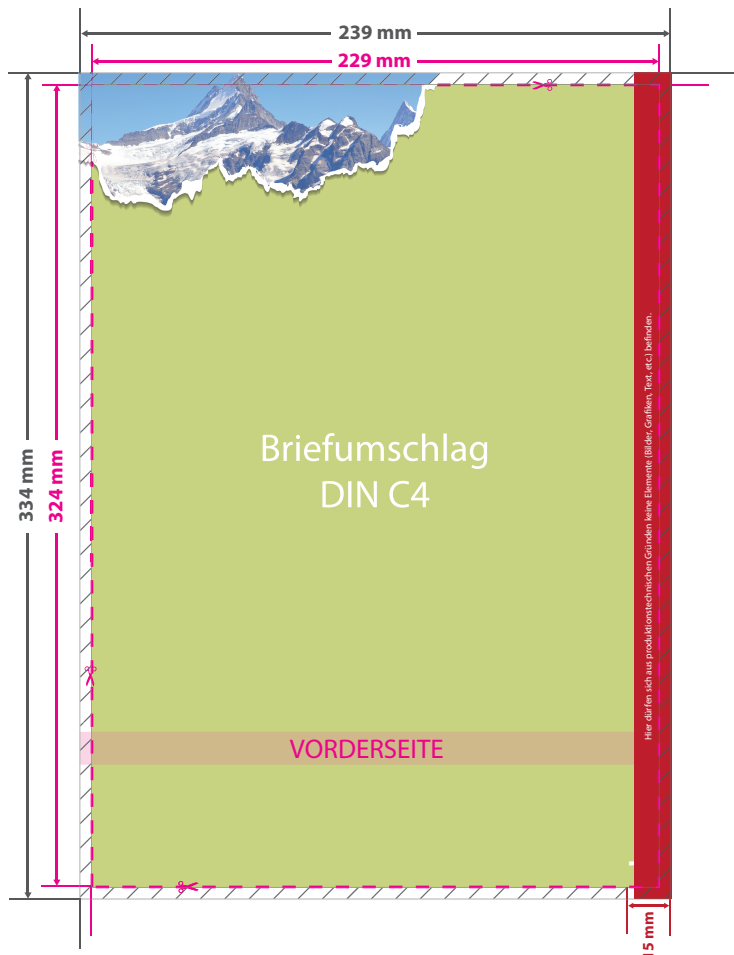 239 mm
229 mm
334 mm
324 mm
Briefumschlag
DIN C4
Hier dürfen sich aus produktionstechnischen Gründen keine Elemente (Bilder, Grafiken, Text, etc.) befinden.
VORDERSEITE
15 mm